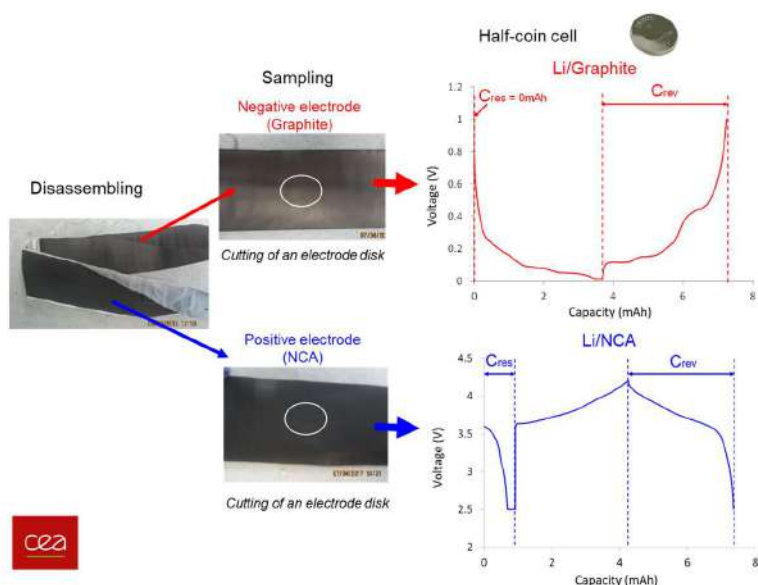 Half-coin cell
Sampling
Negative electrode
(Graphite)
Disassembling
Cutting of an electrode disk
Li/Graphite
Cres = 0mAh
Crev
1.2
1
0.8
0.6
0.4
0.2
0
Voltage (V)
0
2
4
6
8
Capacity (mAh)
Positive electrode
(NCA)
Cutting of an electrode disk
Li/NCA
Cres
Crev
4.5
4
3.5
3
2.5
2
Voltage (V)
0
2
4
6
8
Capacity (mAh)
cea